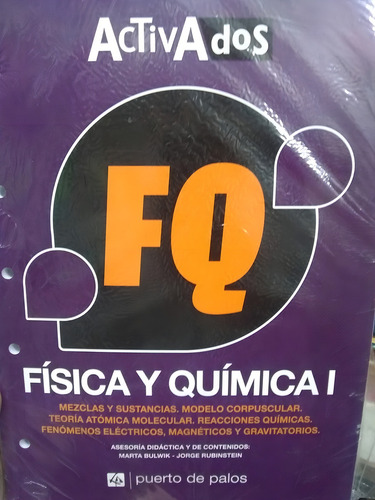 ACTIVADOS
FQ
FÍSICA Y QUÍMICA I
MEZCLAS Y SUSTANCIAS. MODELO CORPUSCULAR.
TEORÍA ATÓMICA MOLECULAR. REACCIONES QUÍMICAS.
FENÓMENOS ELÉCTRICOS, MAGNÉTICOS Y GRAVITATORIOS.
ASESORÍA DIDÁCTICA Y DE CONTENIDOS:
MARTA BULWIK - JORGE RUBINSTEIN
puerto de palos